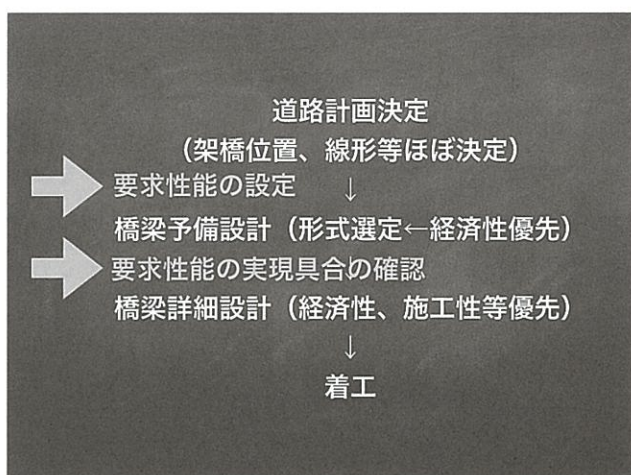 道路計画決定
（架橋位置、線形等ほぼ決定）
要求性能の設定　↓
橋梁予備設計（形式選定←経済性優先）
要求性能の実現具合の確認
橋梁詳細設計（経済性、施工性等優先）
↓
着工